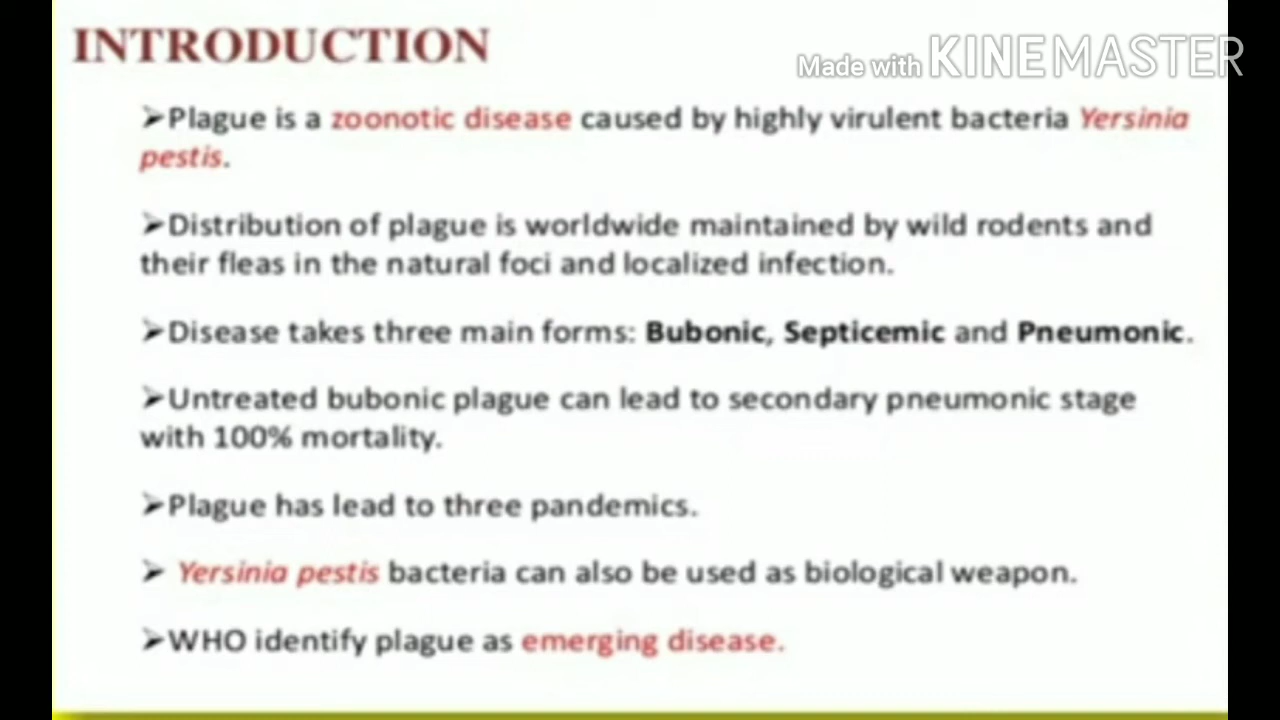 INTRODUCTION
Made with KINEMASTER
➤Plague is a zoonotic disease caused by highly virulent bacteria Yersinia
pestis.
➤Distribution of plague is worldwide maintained by wild rodents and
their fleas in the natural foci and localized infection.
➤Disease takes three main forms: Bubonic, Septicemic and Pneumonic.
➤Untreated bubonic plague can lead to secondary pneumonic stage
with 100% mortality.
➤Plague has lead to three pandemics.
➤ Yersinia pestis bacteria can also be used as biological weapon.
➤WHO identify plague as emerging disease.